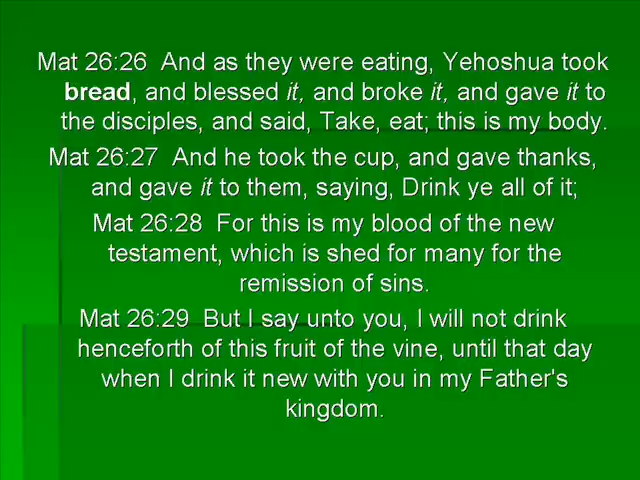 Mat 26:26 And as they were eating, Yehoshua took
bread, and blessed it, and broke it, and gave it to
the disciples, and said, Take, eat; this is my body.
Mat 26:27 And he took the cup, and gave thanks,
and gave it to them, saying, Drink ye all of it;
Mat 26:28 For this is my blood of the new
testament, which is shed for many for the
remission of sins.
Mat 26:29 But I say unto you, I will not drink
henceforth of this fruit of the vine, until that day
when I drink it new with you in my Father's
kingdom.